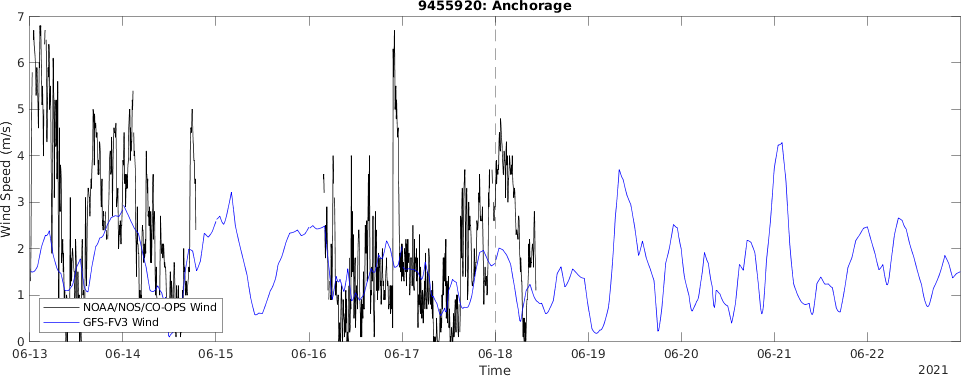 9455920: Anchorage
Wind Speed (m/s)
7
6
5
4
3
2
1
0
NOAA/NOS/CO-OPS Wind
GFS-FV3 Wind
06-13 06-14 06-15 06-16 06-17 06-18 06-19 06-20 06-21 06-22
Time
2021